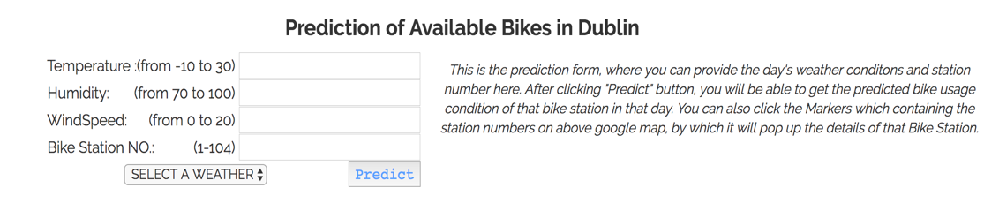 Prediction of Available Bikes in Dublin
Temperature :(from -10 to 30)
Humidity: (from 70 to 100)
WindSpeed: (from 0 to 20)
Bike Station NO.: (1-104)
SELECT A WEATHER
Predict
This is the prediction form, where you can provide the day's weather conditons and station
number here. After clicking "Predict" button, you will be able to get the predicted bike usage
condition of that bike station in that day. You can also click the Markers which containing the
station numbers on above google map, by which it will pop up the details of that Bike Station.